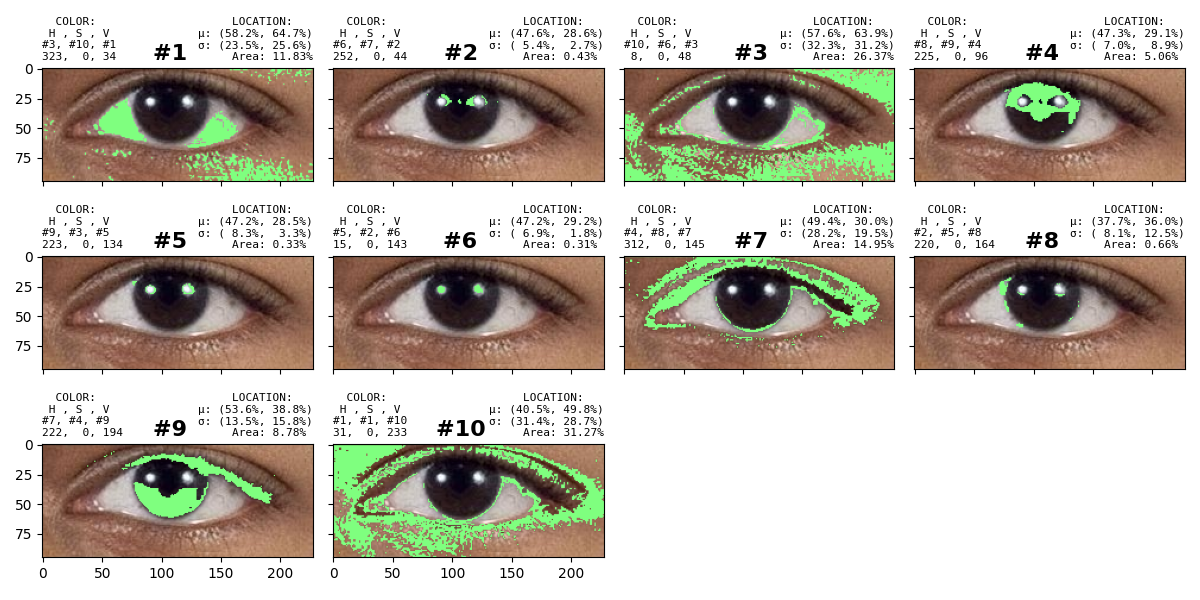 COLOR: LOCATION:
H , S , V μ: (58.2%, 64.7%)
#3, #10, #1 σ: (23.5%, 25.6%)
323, 0, 34 #1 Area: 11.83%
COLOR: LOCATION:
H , S , V μ: (47.6%, 28.6%)
#6, #7, #2 σ: ( 5.4%, 2.7%)
252, 0, 44 #2 Area: 0.43%
COLOR: LOCATION:
H , S , V μ: (57.6%, 63.9%)
#10, #6, #3 σ: (32.3%, 31.2%)
8, 0, 48 #3 Area: 26.37%
COLOR: LOCATION:
H , S , V μ: (47.3%, 29.1%)
#8, #9, #4 σ: ( 7.0%, 8.9%)
225, 0, 96 #4 Area: 5.06%
0
25
50
75
COLOR: LOCATION:
H , S , V μ: (47.2%, 28.5%)
#9, #3, #5 σ: ( 8.3%, 3.3%)
223, 0, 134 #5 Area: 0.33%
COLOR: LOCATION:
H , S , V μ: (47.2%, 29.2%)
#5, #2, #6 σ: ( 6.9%, 1.8%)
15, 0, 143 #6 Area: 0.31%
COLOR: LOCATION:
H , S , V μ: (49.4%, 30.0%)
#4, #8, #7 σ: (28.2%, 19.5%)
312, 0, 145 #7 Area: 14.95%
COLOR: LOCATION:
H , S , V μ: (37.7%, 36.0%)
#2, #5, #8 σ: ( 8.1%, 12.5%)
220, 0, 164 #8 Area: 0.66%
0
25
50
75
COLOR: LOCATION:
H , S , V μ: (53.6%, 38.8%)
#7, #4, #9 σ: (13.5%, 15.8%)
222, 0, 194 #9 Area: 8.78%
COLOR: LOCATION:
H , S , V μ: (40.5%, 49.8%)
#1, #1, #10 σ: (31.4%, 28.7%)
31, 0, 233 #10 Area: 31.27%
0
25
50
75
0 50 100 150 200
0 50 100 150 200